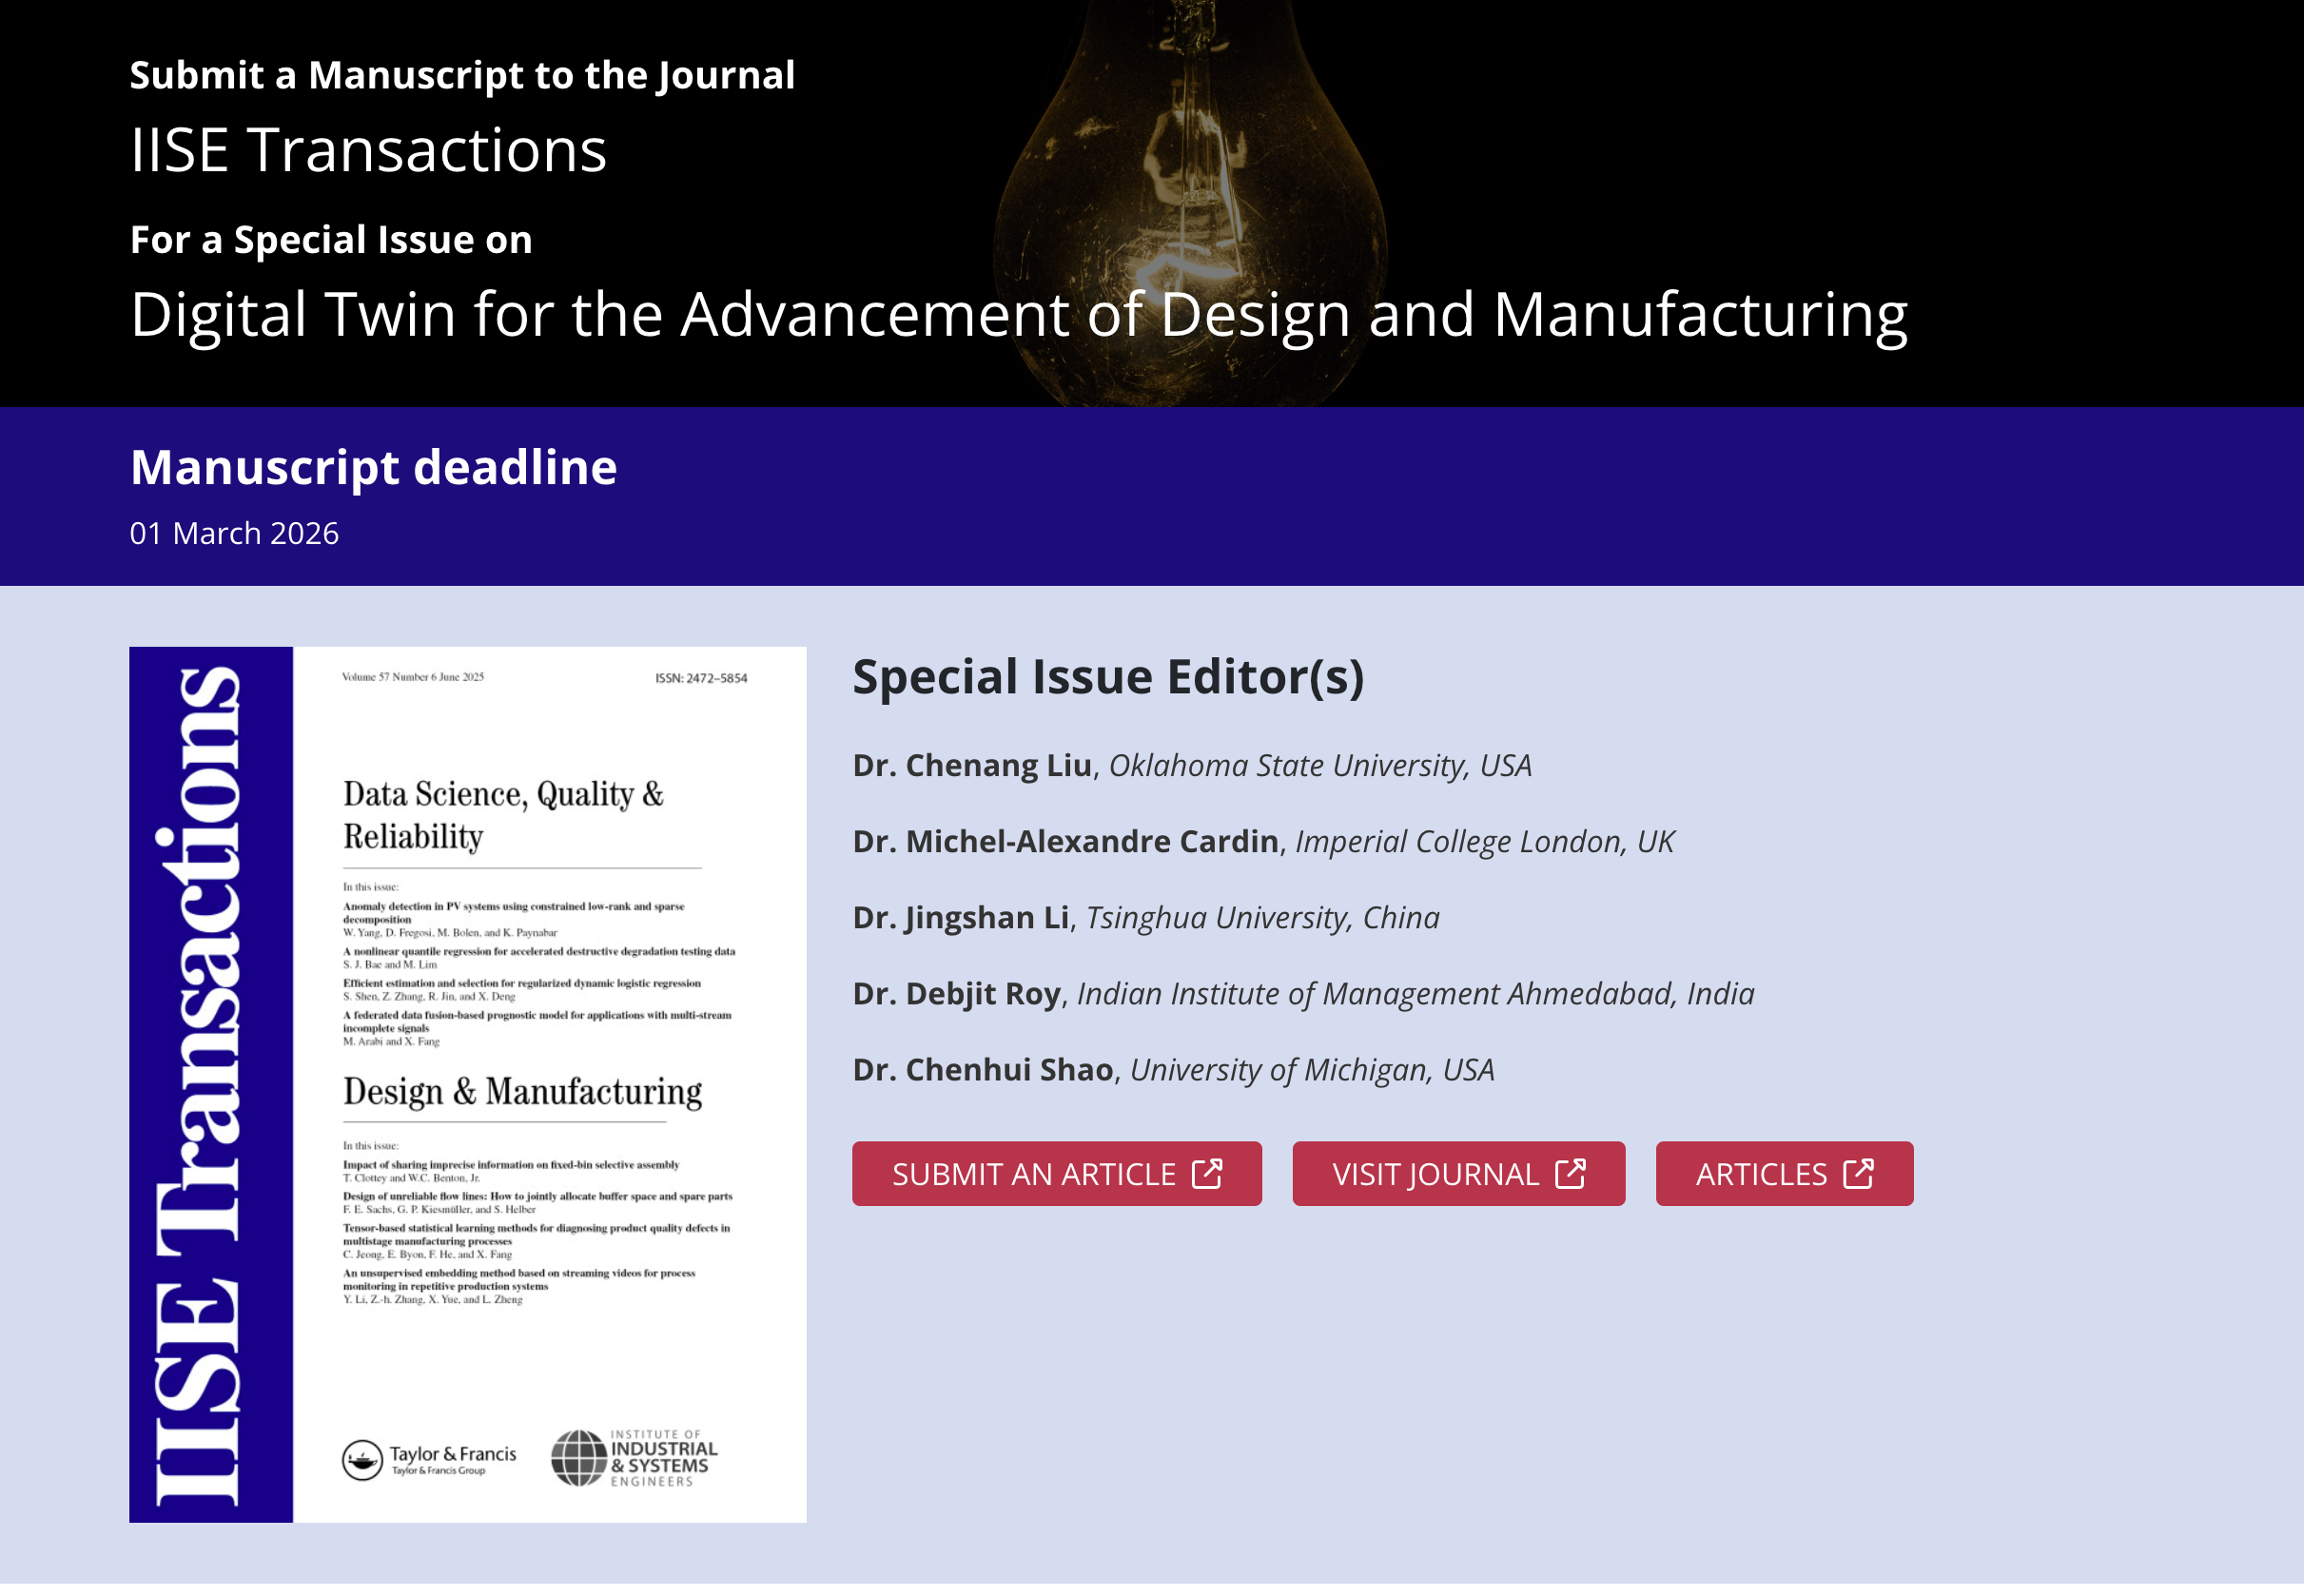 Submit a Manuscript to the Journal
IISE Transactions
For a Special Issue on
Digital Twin for the Advancement of Design and Manufacturing
Manuscript deadline
01 March 2026
IISE Transactions
Volume 57 Number 6 June 2025
ISSN: 2472–5854
Data Science, Quality &
Reliability
In this issue:
Anomaly detection in PV systems using constrained low-rank and sparse
decomposition
W. Yang, D. Fregosi, M. Bolen, and K. Paynabar
A nonlinear quantile regression for accelerated destructive degradation testing data
S. J. Bae and M. Lim
Efficient estimation and selection for regularized dynamic logistic regression
S. Shen, Z. Zhang, R. Jin, and X. Deng
A federated data fusion-based prognostic model for applications with multi-stream
incomplete signals
M. Arabi and X. Fang
Design & Manufacturing
In this issue:
Impact of sharing imprecise information on fixed-bin selective assembly
T. Clottey and W.C. Benton, Jr.
Design of unreliable flow lines: How to jointly allocate buffer space and spare parts
F. E. Sachs, G. P. Kiesmüller, and S. Helber
Tensor-based statistical learning methods for diagnosing product quality defects in
multistage manufacturing processes
C. Jeong, E. Byon, F. He, and X. Fang
An unsupervised embedding method based on streaming videos for process
monitoring in repetitive production systems
Y. Li, Z.-h. Zhang, X. Yue, and L. Zheng
Taylor & Francis
Taylor & Francis Group
INSTITUTE OF
INDUSTRIAL
& SYSTEMS
ENGINEERS
Special Issue Editor(s)
Dr. Chenang Liu, Oklahoma State University, USA
Dr. Michel-Alexandre Cardin, Imperial College London, UK
Dr. Jingshan Li, Tsinghua University, China
Dr. Debjit Roy, Indian Institute of Management Ahmedabad, India
Dr. Chenhui Shao, University of Michigan, USA
SUBMIT AN ARTICLE
VISIT JOURNAL
ARTICLES